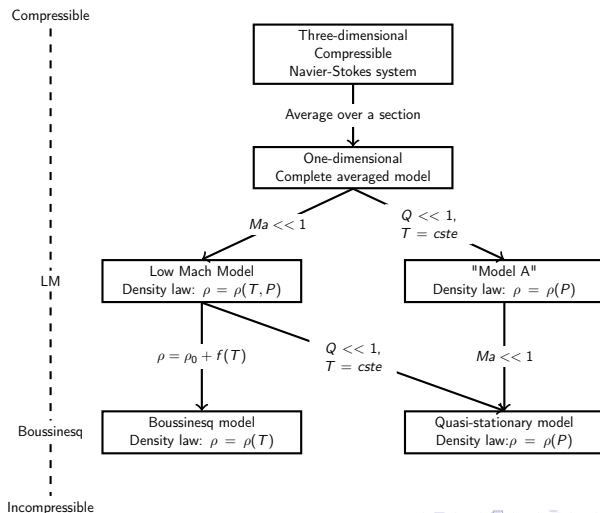 Compressible
Three-dimensional
Compressible
Navier-Stokes system
Average over a section
One-dimensional
Complete averaged model
Ma << 1
Q << 1,
T = cste
LM
Low Mach Model
Density law: ρ = ρ(T, P)
"Model A"
Density law: ρ = ρ(P)
ρ = ρ₀ + f(T)
Q << 1,
T = cste
Ma << 1
Boussinesq
Boussinesq model
Density law: ρ = ρ(T)
Quasi-stationary model
Density law:ρ = ρ(P)
Incompressible